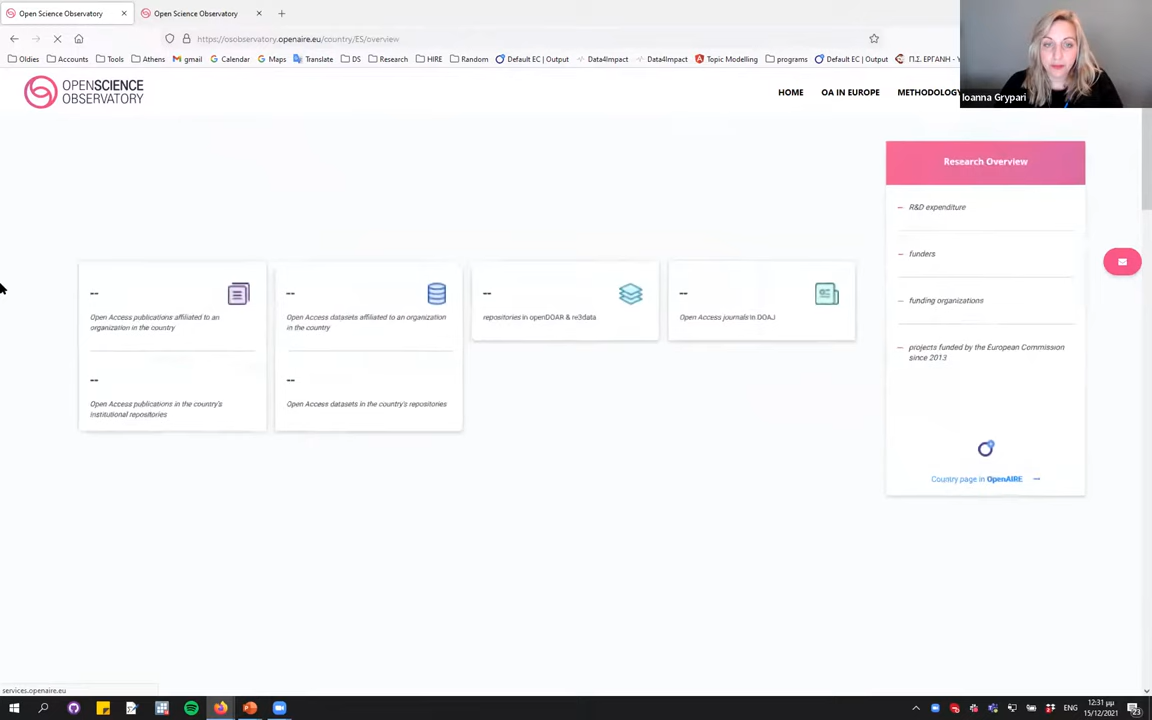 Open Science Observatory
Open Science Observatory
https://osobservatory.openaire.eu/country/ES/overview
Oldies
Accounts
Tools
Athens
gmail
Calendar
Maps
Translate
DS
Research
HIRE
Random
Default EC | Output
Data4Impact
Data4Impact
Topic Modelling
programs
Default EC | Output
Π.Σ. ΕΡΓΑΝΗ -
Ioanna Grypari
OPENSCIENCE
OBSERVATORY
HOME
OA IN EUROPE
METHODOLOGY
Research Overview
-- R&D expenditure
-- funders
-- funding organizations
-- projects funded by the European Commission
since 2013
Country page in OpenAIRE
--
Open Access publications affiliated to an
organization in the country
--
Open Access publications in the country's
institutional repositories
--
Open Access datasets affiliated to an organization
in the country
--
Open Access datasets in the country's repositories
--
repositories in openDOAR & re3data
--
Open Access journals in DOAJ
services.openaire.eu
ENG
12:31 μμ
15/12/2021
23